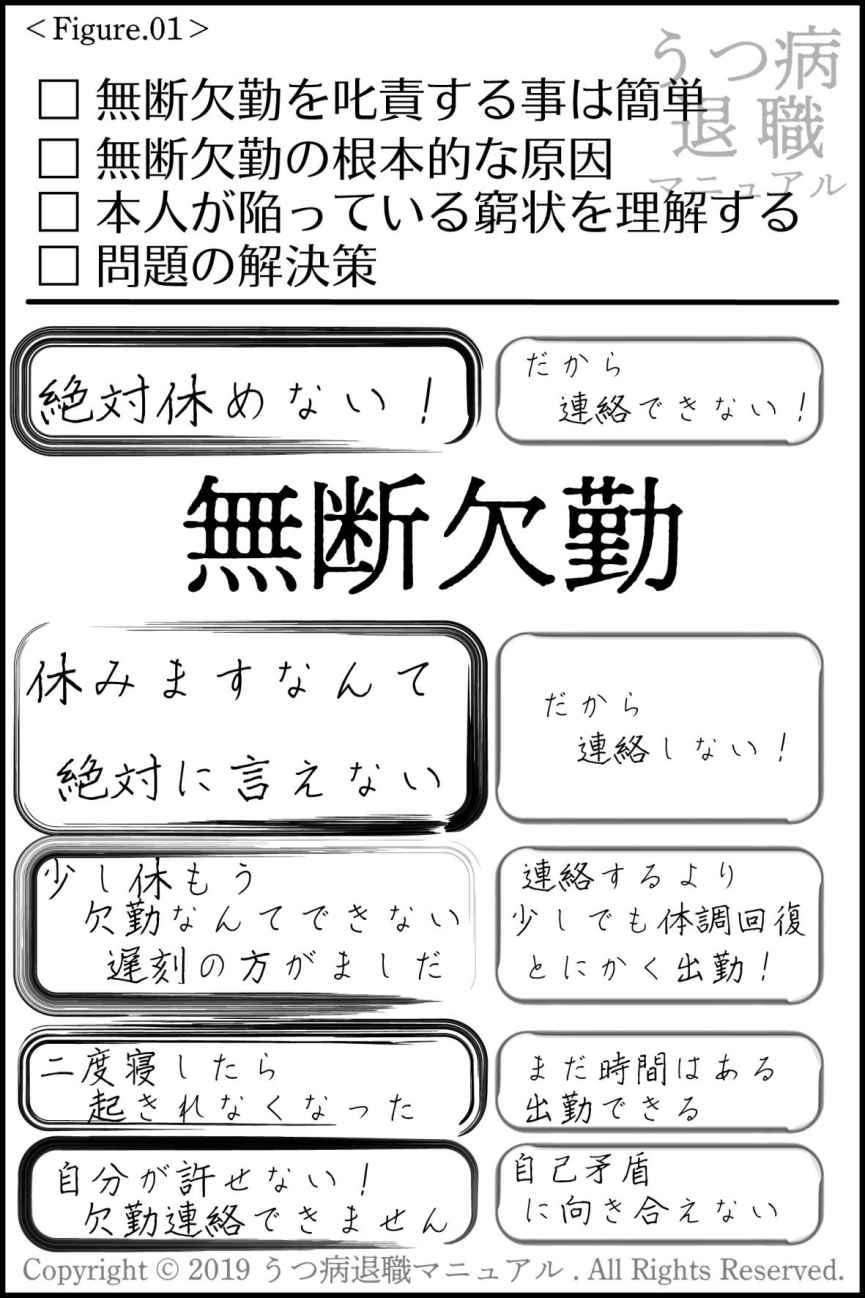 <Figure.01>
うつ病
退職
マニュアル
□ 無断欠勤を叱責する事は簡単
□ 無断欠勤の根本的な原因
□ 本人が陥っている窮状を理解する
□ 問題の解決策
絶対休めない！
だから
連絡できない！
無断欠勤
休みますなんて
絶対に言えない
だから
連絡しない！
少し休もう
欠勤なんてできない
遅刻の方がましだ
連絡するより
少しでも体調回復
とにかく出勤！
二度寝したら
起きれなくなった
まだ時間はある
出勤できる
自分が許せない！
欠勤連絡できません
自己矛盾
に向き合えない
Copyright © 2019 うつ病退職マニュアル . All Rights Reserved.